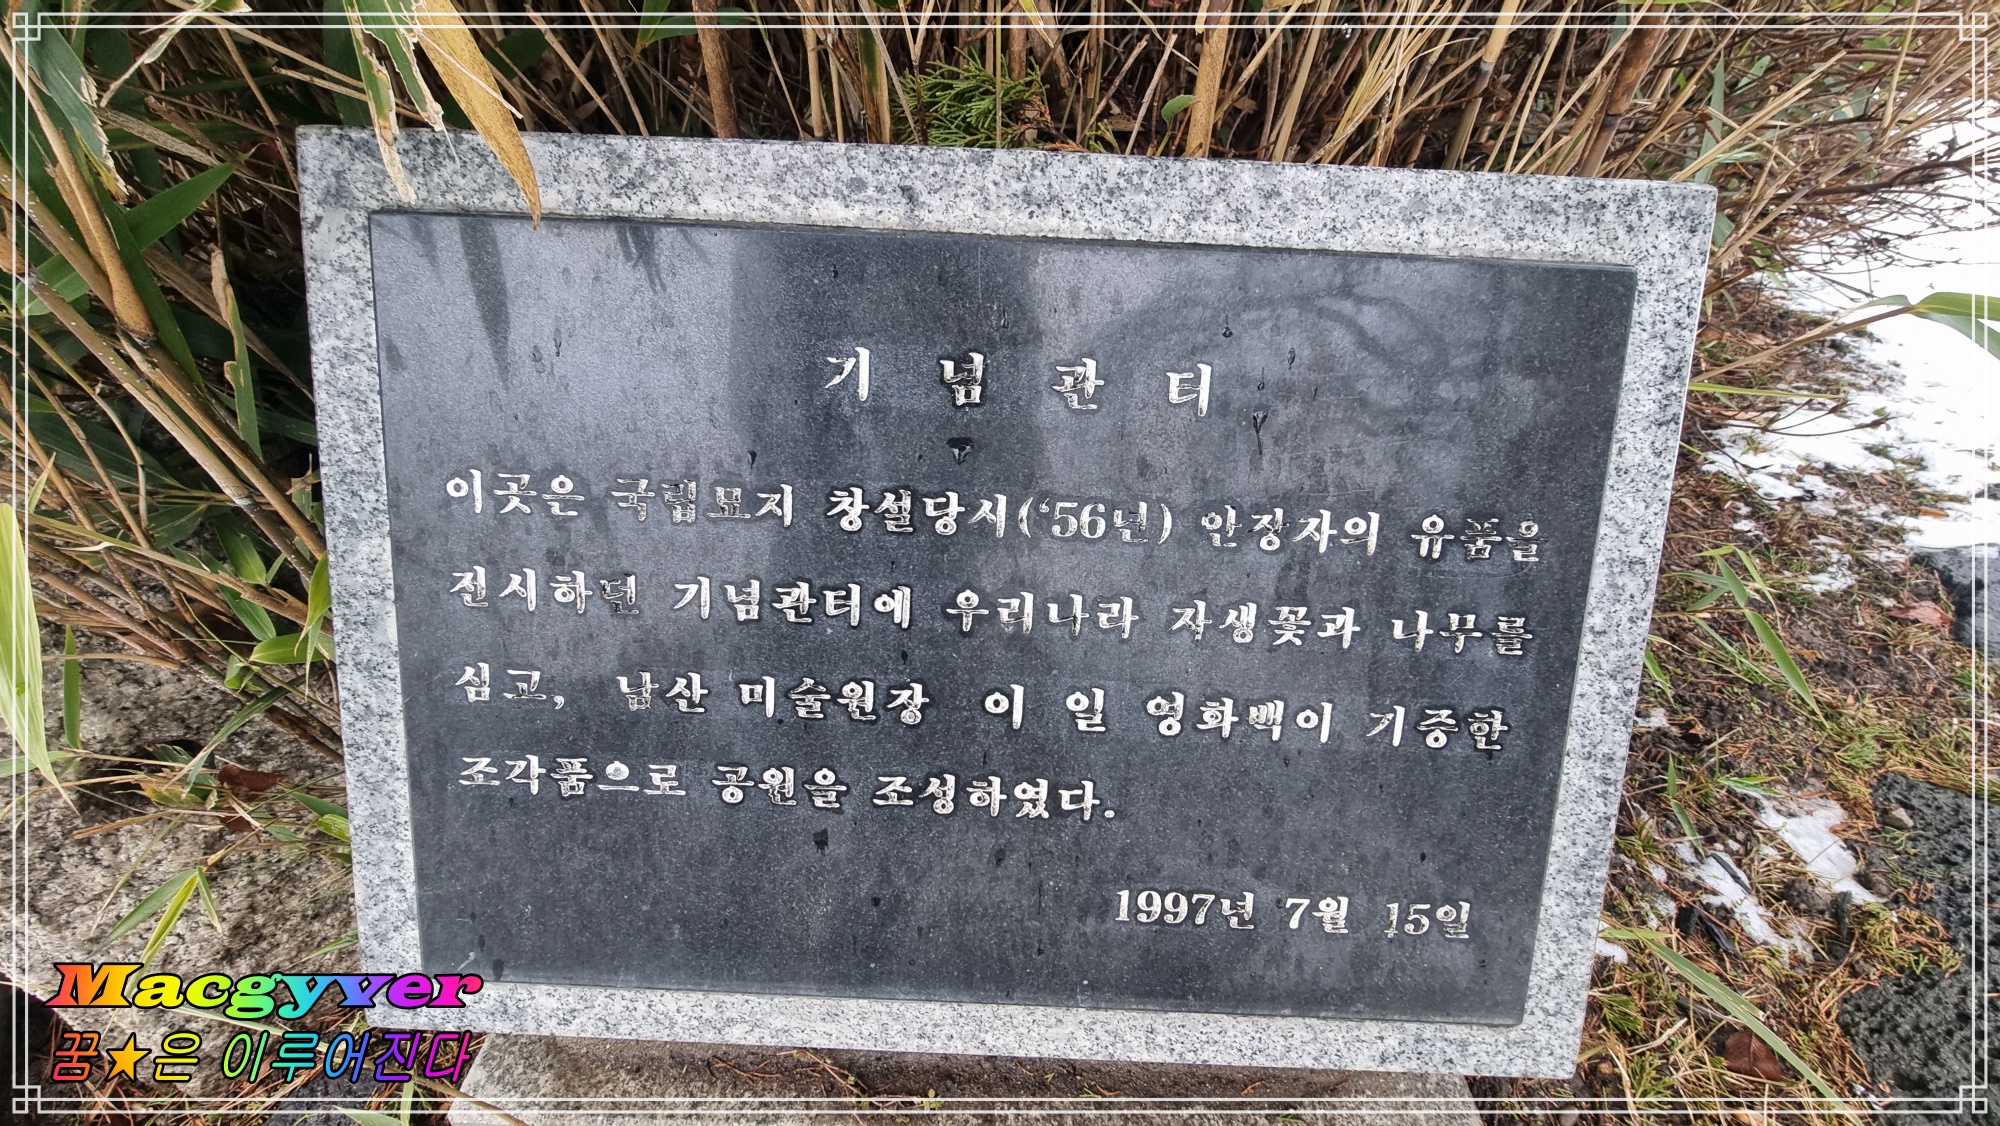 기 념 관 터
이곳은 국립묘지 창설당시(‘56년) 안장자의 유품을
전시하던 기념관터에 우리나라 자생꽃과 나무를
심고, 남산 미술원장 이 일 영화백이 기증한
조각품으로 공원을 조성하였다.
1997년 7월 15일
Macgyver
꿈★은 이루어진다